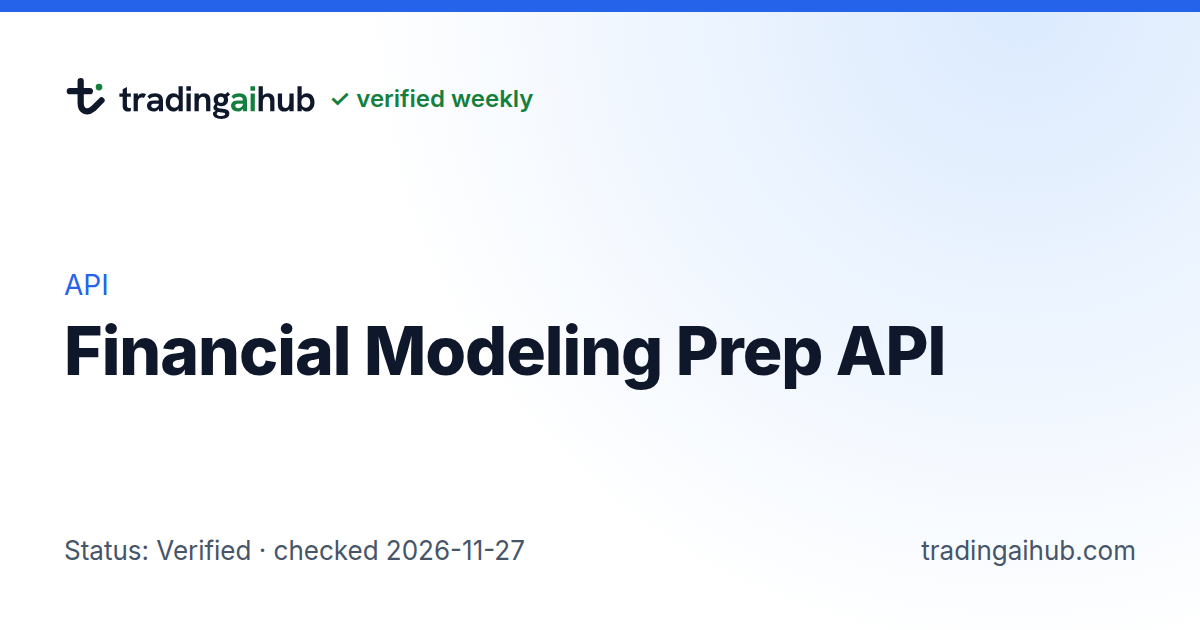 tradingaihub ✓ verified weekly
API
Financial Modeling Prep API
Status: Verified · checked 2026-11-27
tradingaihub.com